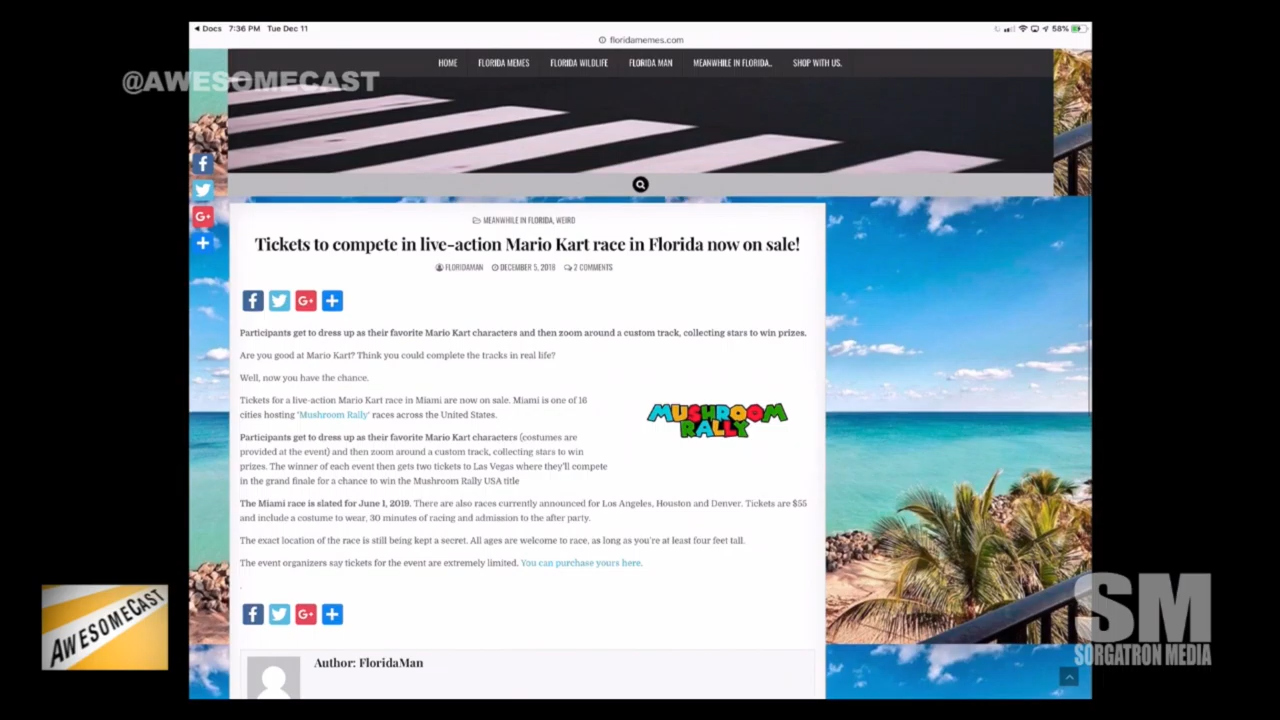 Docs 7:36 PM Tue Dec 11
58%
floridamemes.com
HOME FLORIDA MEMES FLORIDA WILDLIFE FLORIDA MAN MEANWHILE IN FLORIDA.. SHOP WITH US.
@AWESOMECAST
MEANWHILE IN FLORIDA, WEIRD
Tickets to compete in live-action Mario Kart race in Florida now on sale!
FLORIDAMAN DECEMBER 5, 2018 2 COMMENTS
Participants get to dress up as their favorite Mario Kart characters and then zoom around a custom track, collecting stars to win prizes.
Are you good at Mario Kart? Think you could complete the tracks in real life?
Well, now you have the chance.
Tickets for a live-action Mario Kart race in Miami are now on sale. Miami is one of 16
cities hosting 'Mushroom Rally' races across the United States.
MUSHROOM
RALLY
Participants get to dress up as their favorite Mario Kart characters (costumes are
provided at the event) and then zoom around a custom track, collecting stars to win
prizes. The winner of each event then gets two tickets to Las Vegas where they'll compete
in the grand finale for a chance to win the Mushroom Rally USA title
The Miami race is slated for June 1, 2019. There are also races currently announced for Los Angeles, Houston and Denver. Tickets are $55
and include a costume to wear, 30 minutes of racing and admission to the after party.
The exact location of the race is still being kept a secret. All ages are welcome to race, as long as you're at least four feet tall.
The event organizers say tickets for the event are extremely limited. You can purchase yours here.
.
Author: FloridaMan
AWESOMECAST
SM
SORGATRON MEDIA